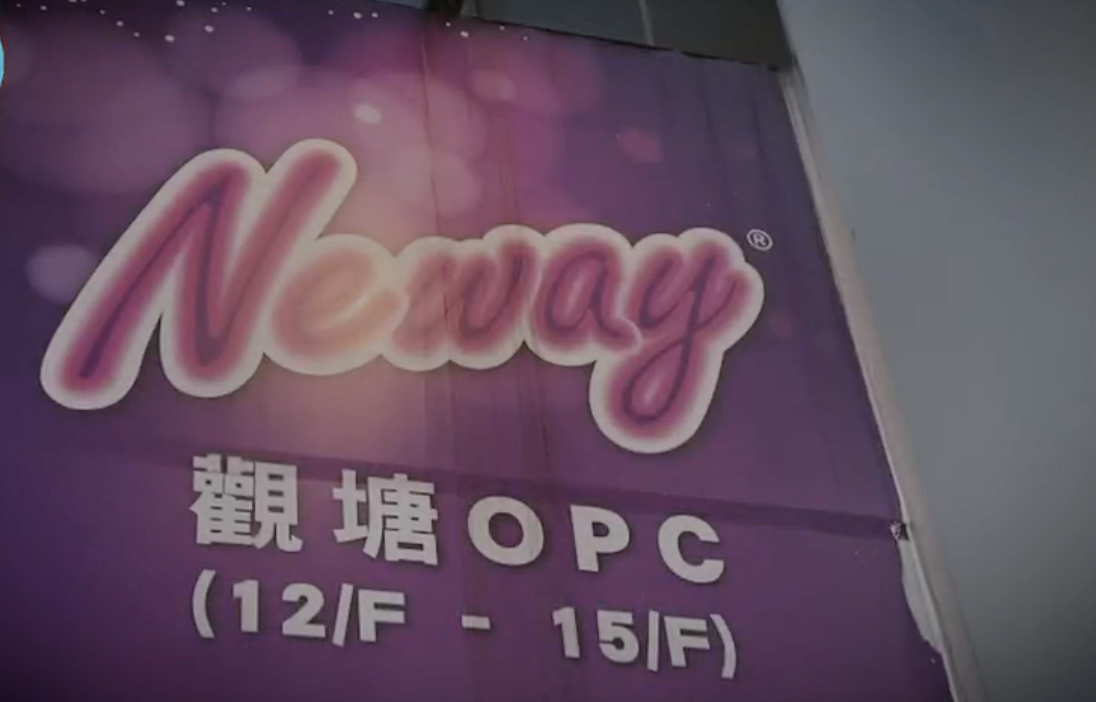 Neway®
觀塘OPC
(12/F - 15/F)